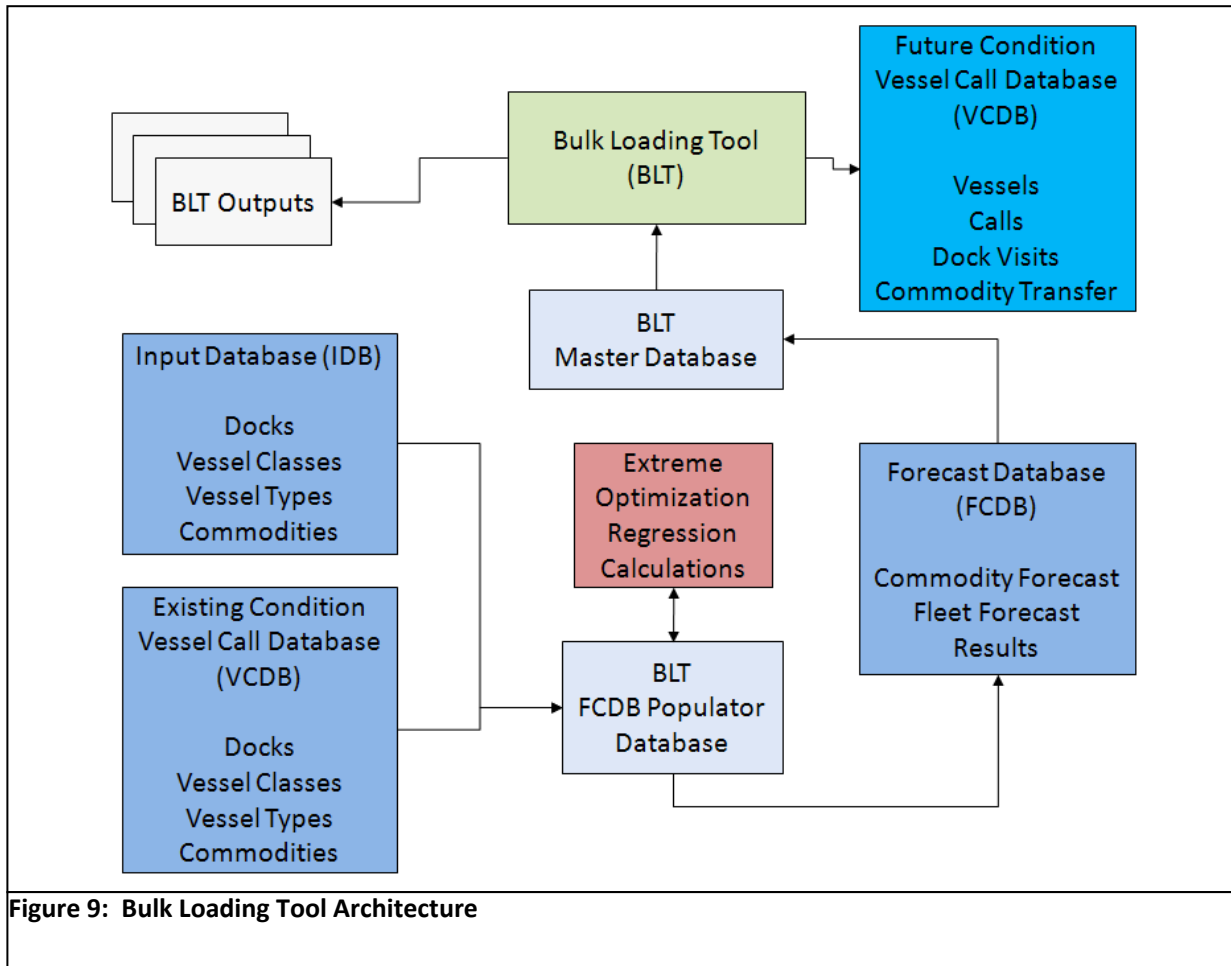 Future Condition
Vessel Call Database
(VCDB)
Vessels
Calls
Dock Visits
Commodity Transfer
Bulk Loading Tool
(BLT)
BLT Outputs
BLT
Master Database
Input Database (IDB)
Docks
Vessel Classes
Vessel Types
Commodities
Extreme
Optimization
Regression
Calculations
Forecast Database
(FCDB)
Commodity Forecast
Fleet Forecast
Results
Existing Condition
Vessel Call Database
(VCDB)
Docks
Vessel Classes
Vessel Types
Commodities
BLT
FCDB Populator
Database
Figure 9: Bulk Loading Tool Architecture